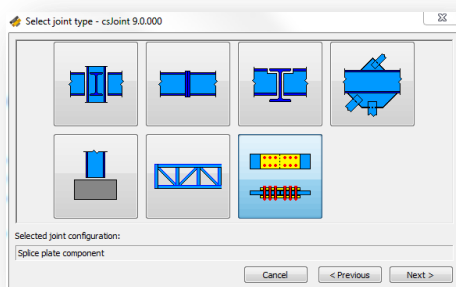 Select joint type - csJoint 9.0.000
Selected joint configuration:
Splice plate component
Cancel
< Previous
Next >